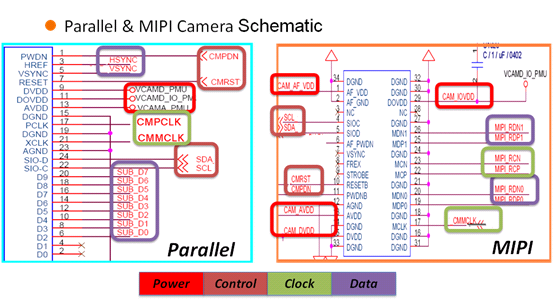 Parallel & MIPI Camera Schematic
PWDN 1
HREF 3 HSYNC
VSYNC 5 VSYNC
RESET 7
DVDD 9 VCAMD_PMU
DOVDD 11 VCAMD_IO_PMU
AVDD 13 VCAMA_PMU
DGND 15
PCLK 17
DGND 19
XCLK 21
AGND 23
SIO-D 24
SIO-C 22
D9 20 SUB_D7
D8 SUB_D6
D7 SUB_D5
D6 SUB_D4
D5 SUB_D3
D4 SUB_D2
D3 SUB_D1
D2 SUB_D0
D1 4
D0 2
CMPDN
CMRST
CMPCLK
CMMCLK
SDA
SCL
Parallel
CAM_AF_VDD
SCL
SDA
CMRST
CMPDN
CAM_AVDD
CAM_DVDD
34 DGND DGND 32
DGND DGND
1 AF_VDD DGND 30
2 AF_GND DOVDD 29
3 NC NC 28
4 SIOC DGND 27
5 SIOD MDN1 26
6 AF_PWDN MDP1 25
7 VSYNC DGND 24
8 FREX MCN 23
9 STROBE MCP 22
10 RESETB DGND 21
11 PWDNB MDN0 20
12 AGND MDP0 19
13 AVDD DGND 18
14 DGND MCLK 17
15 DVDD DGND 16
33 DGND DGND 31
C / 1 / uF / 0402
VCAMD_IO_PMU
CAM_IOVDD
MIPI_RDN1
MIPI_RDP1
MIPI_RCN
MIPI_RCP
MIPI_RDN0
MIPI_RDP0
CMMCLK
MIPI
Power Control Clock Data